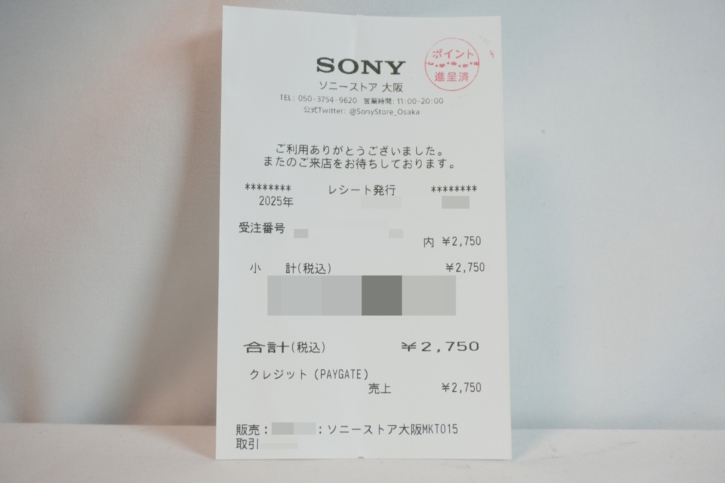 SONY
ポイント
進呈済
ソニーストア 大阪
TEL: 050-3754-9620 営業時間: 11:00-20:00
公式Twitter: @SonyStore_Osaka
ご利用ありがとうございました。
またのご来店をお待ちしております。
******** レシート発行 ********
2025年
受注番号
内 ¥2,750
小 計(税込) ¥2,750
合計(税込) ¥2,750
クレジット(PAYGATE)
売上 ¥2,750
販売: :ソニーストア大阪MKT015
取引